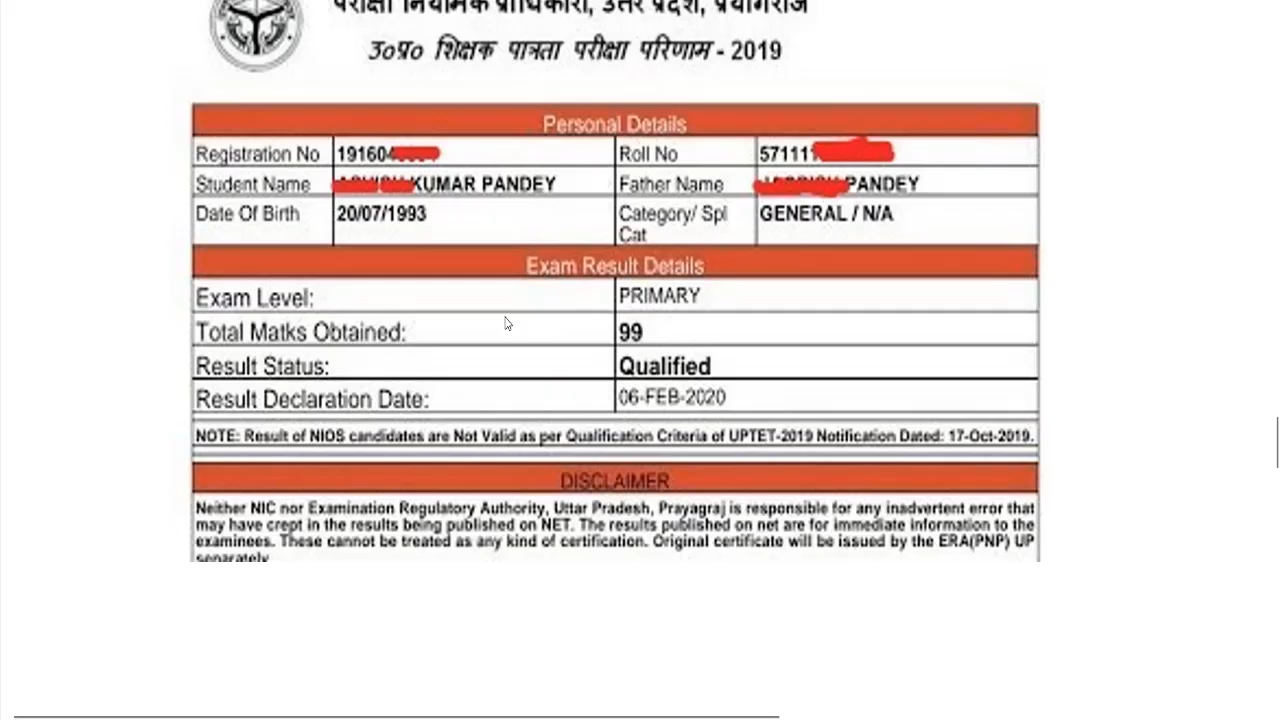 परीक्षा नियामक प्राधिकारी, उत्तर प्रदेश, प्रयागराज
उ०प्र० शिक्षक पात्रता परीक्षा परिणाम - 2019
Personal Details
Registration No 19160 Roll No 57111
Student Name KUMAR PANDEY Father Name PANDEY
Date Of Birth 20/07/1993 Category/ Spl Cat GENERAL / N/A
Exam Result Details
Exam Level: PRIMARY
Total Matks Obtained: 99
Result Status: Qualified
Result Declaration Date: 06-FEB-2020
NOTE: Result of NIOS candidates are Not Valid as per Qualification Criteria of UPTET-2019 Notification Dated: 17-Oct-2019.
DISCLAIMER
Neither NIC nor Examination Regulatory Authority, Uttar Pradesh, Prayagraj is responsible for any inadvertent error that
may have crept in the results being published on NET. The results published on net are for immediate information to the
examinees. These cannot be treated as any kind of certification. Original certificate will be issued by the ERA(PNP) UP
separately